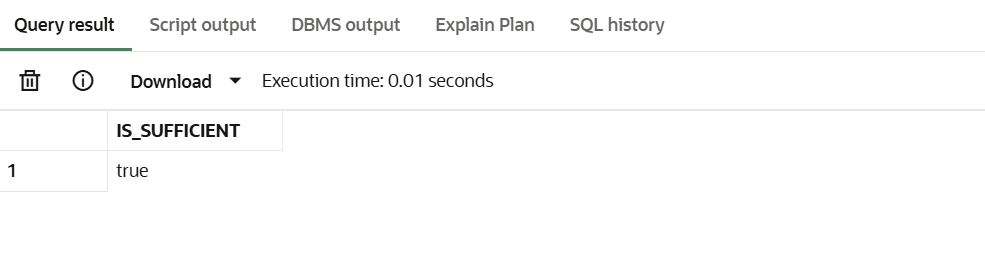 Query result Script output DBMS output Explain Plan SQL history
Download Execution time: 0.01 seconds
IS_SUFFICIENT
1 true